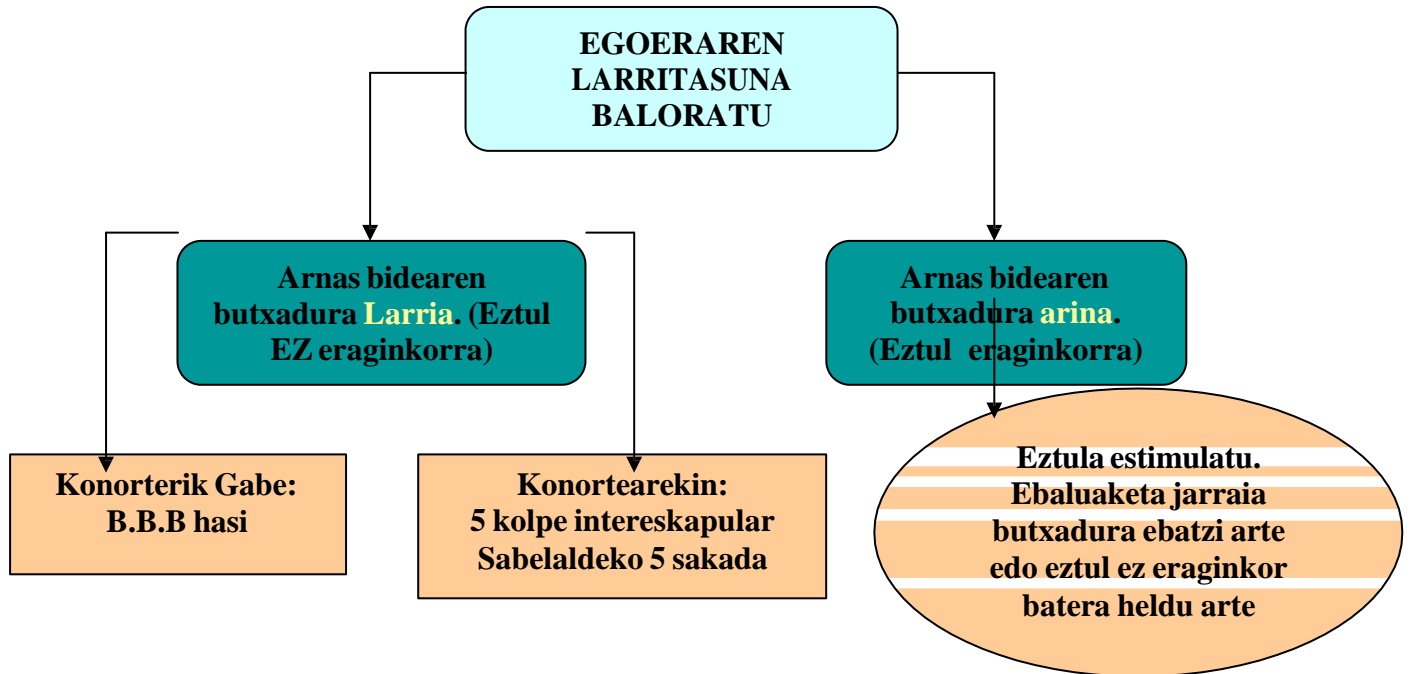 EGOERAREN
LARRITASUNA
BALORATU
Arnas bidearen
butxadura Larria. (Eztul
EZ eraginkorra)
Arnas bidearen
butxadura arina.
(Eztul eraginkorra)
Konorterik Gabe:
B.B.B hasi
Konortearekin:
5 kolpe intereskapular
Sabelaldeko 5 sakada
Eztula estimulatu.
Ebaluaketa jarraia
butxadura ebatzi arte
edo eztul ez eraginkor
batera heldu arte